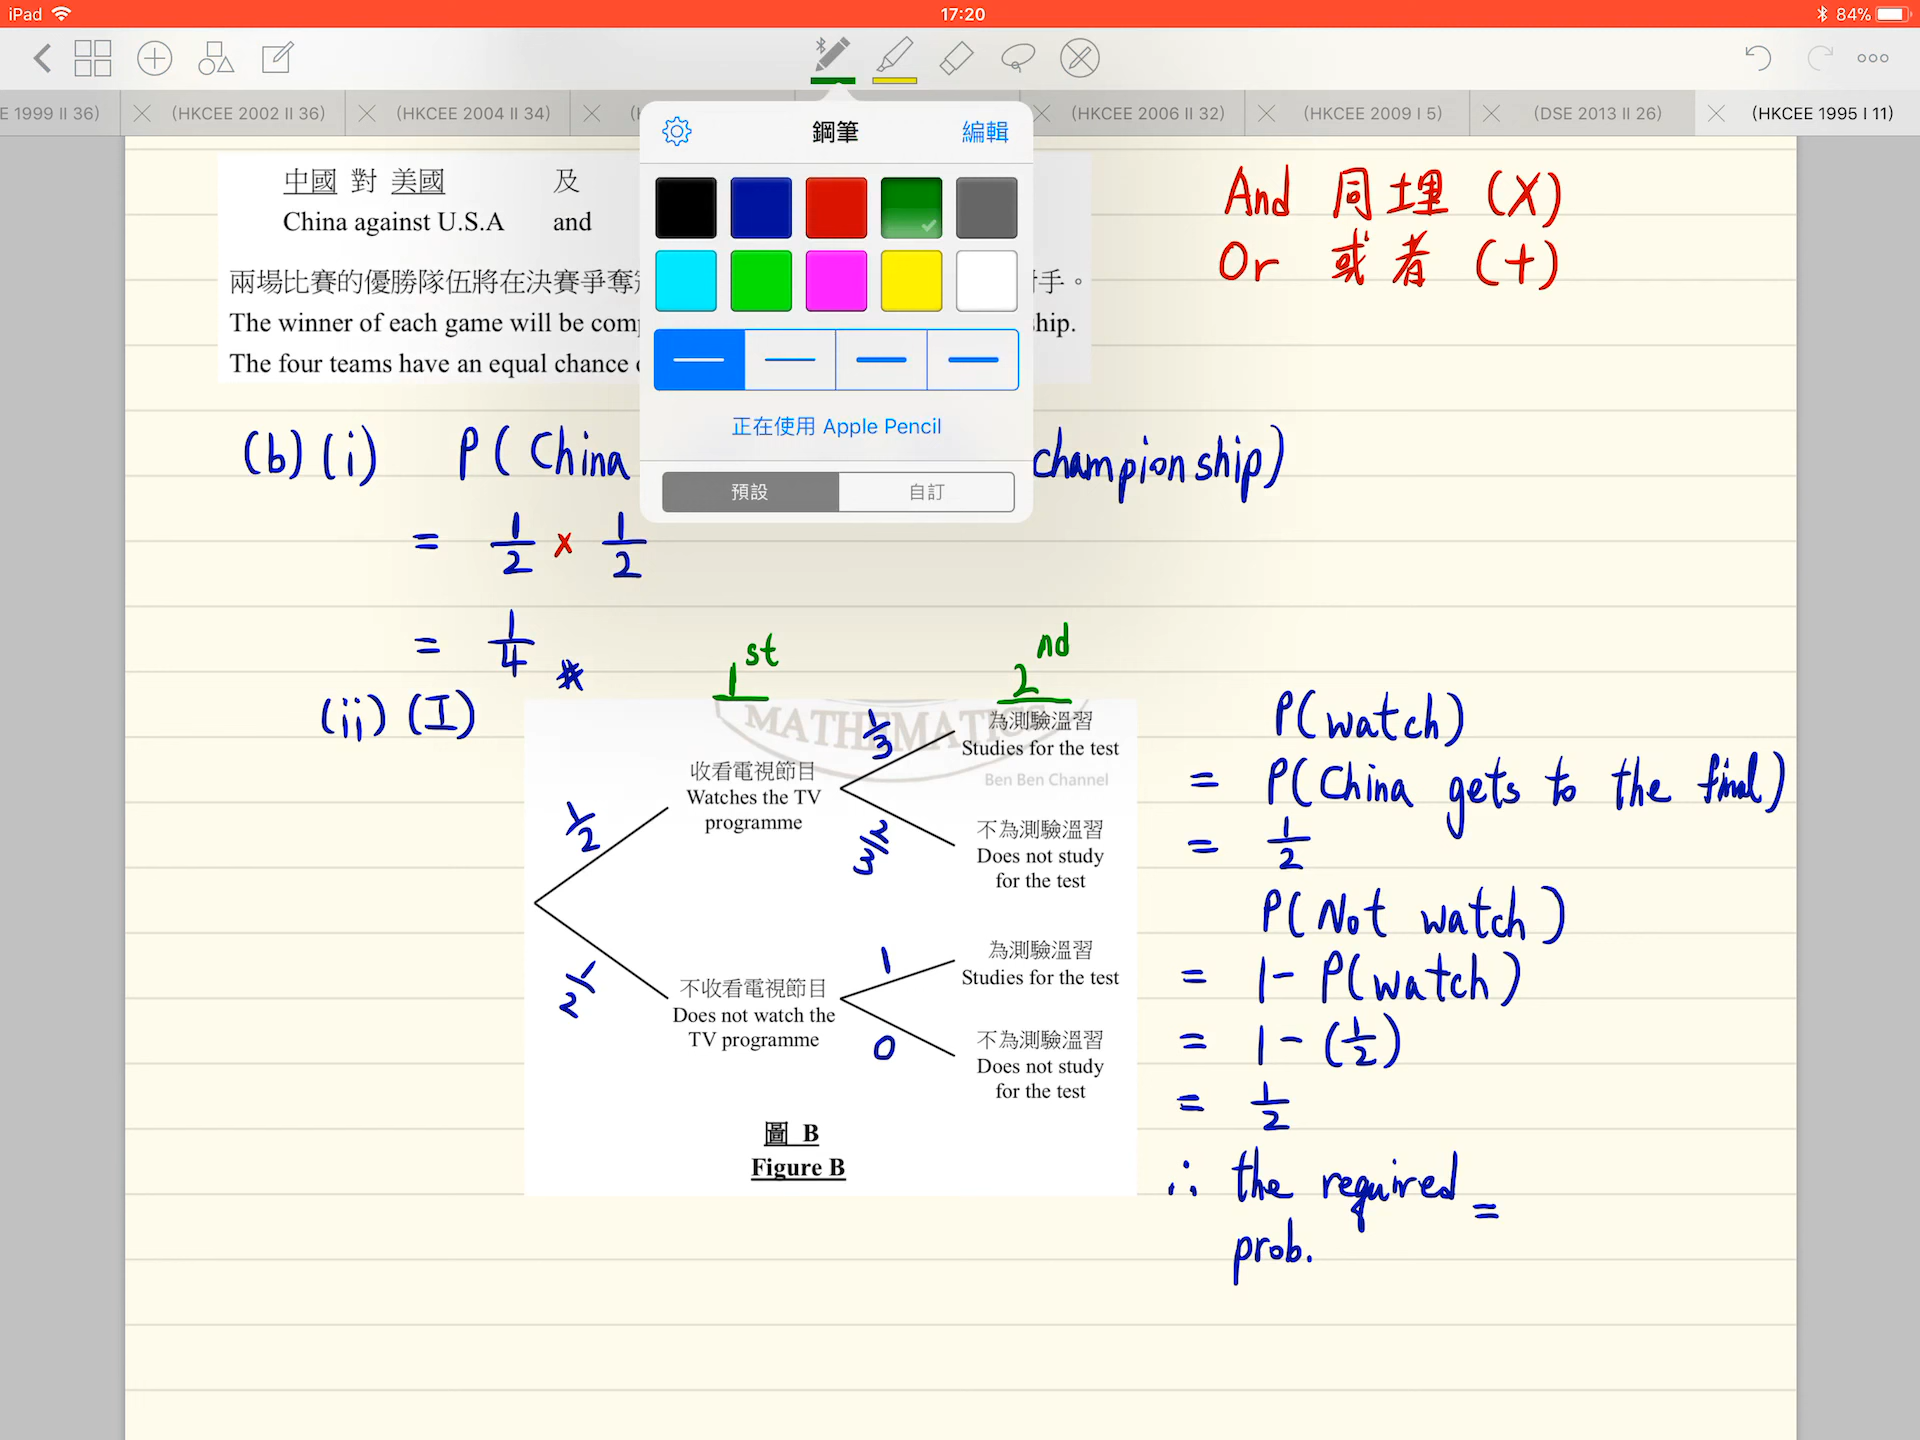 iPad 17:20 84%
E 1999 II 36) (HKCEE 2002 II 36) (HKCEE 2004 II 34) (HKCEE 2006 II 32) (HKCEE 2009 I 5) (DSE 2013 II 26) (HKCEE 1995 I 11)
鋼筆 編輯
正在使用 Apple Pencil
預設 自訂
中國 對 美國 及
China against U.S.A and
兩場比賽的優勝隊伍將在決賽爭奪 手。
The winner of each game will be com hip.
The four teams have an equal chance
And 同埋 (X)
Or 或者 (+)
(b) (i) P( China championship)
= 1/2 x 1/2
= 1/4
(ii) (I)
1st 2nd
MATHEMATICS
Ben Ben Channel
1/2
1/2
收看電視節目
Watches the TV
programme
不收看電視節目
Does not watch the
TV programme
1/3
2/3
1
0
為測驗溫習
Studies for the test
不為測驗溫習
Does not study
for the test
為測驗溫習
Studies for the test
不為測驗溫習
Does not study
for the test
圖 B
Figure B
P(watch)
= P(China gets to the final)
= 1/2
P( Not watch )
= 1 - P(watch)
= 1 - (1/2)
= 1/2
∴ the required =
prob.